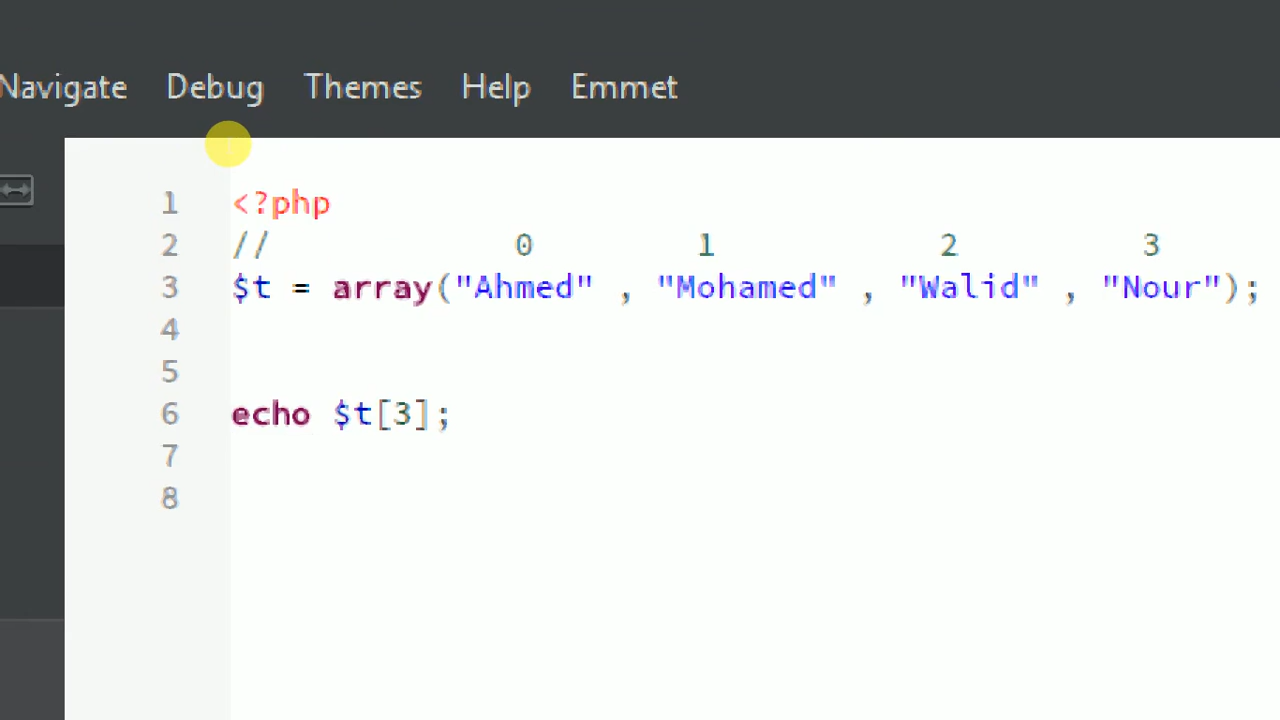 Navigate Debug Themes Help Emmet
1 <?php
2 // 0 1 2 3
3 $t = array("Ahmed" , "Mohamed" , "Walid" , "Nour");
4
5
6 echo $t[3];
7
8